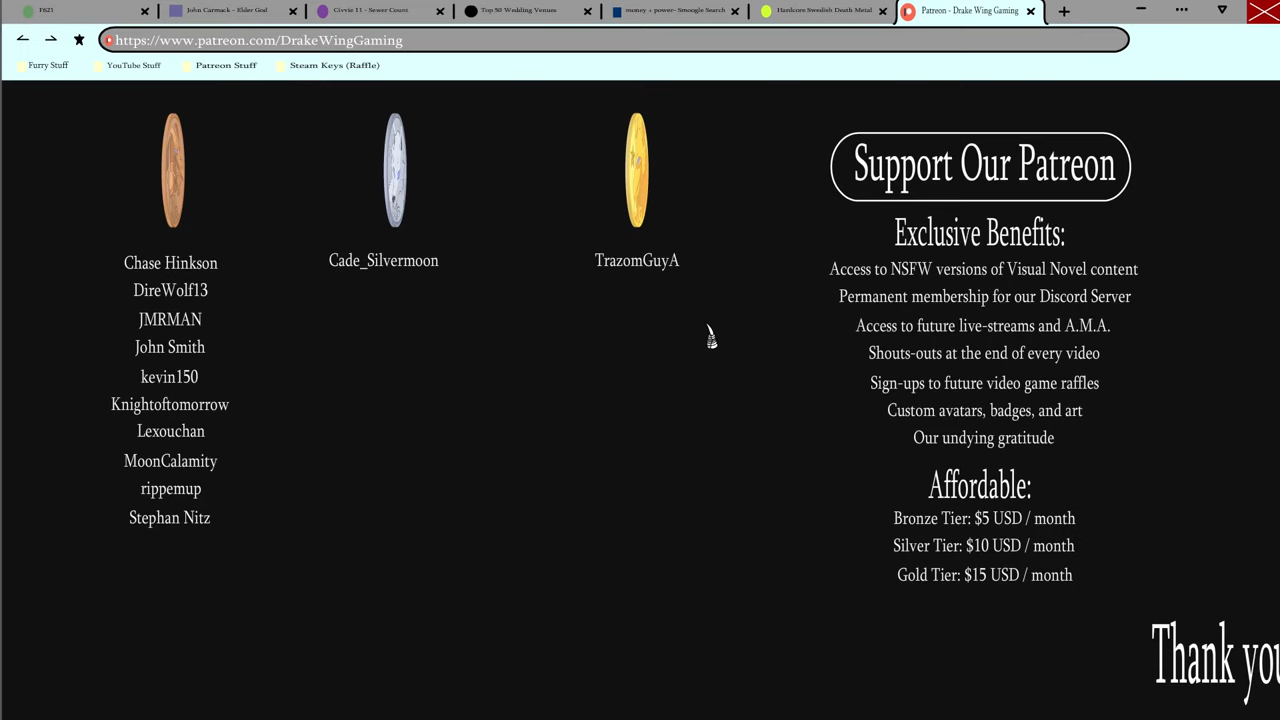 F621
John Carmack - Elder God
Civvie 11 - Sewer Count
Top 50 Wedding Venues
money + power- Smoogle Search
Hardcore Swedish Death Metal
Patreon - Drake Wing Gaming
https://www.patreon.com/DrakeWingGaming
Furry Stuff
YouTube Stuff
Patreon Stuff
Steam Keys (Raffle)
Chase Hinkson
DireWolf13
JMRMAN
John Smith
kevin150
Knightoftomorrow
Lexouchan
MoonCalamity
rippemup
Stephan Nitz
Cade_Silvermoon
TrazomGuyA
Support Our Patreon
Exclusive Benefits:
Access to NSFW versions of Visual Novel content
Permanent membership for our Discord Server
Access to future live-streams and A.M.A.
Shouts-outs at the end of every video
Sign-ups to future video game raffles
Custom avatars, badges, and art
Our undying gratitude
Affordable:
Bronze Tier: $5 USD / month
Silver Tier: $10 USD / month
Gold Tier: $15 USD / month
Thank you